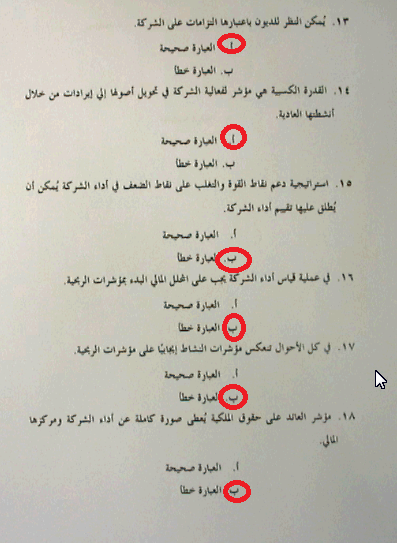 ١٣. يُمكن النظر للديون باعتبارها التزامات على الشركة.
أ. العبارة صحيحة
ب. العبارة خطأ
١٤. القدرة الكسبية هي مؤشر لفعالية الشركة في تحويل أصولها إلي إيرادات من خلال
أنشطتها العادية.
أ. العبارة صحيحة
ب. العبارة خطأ
١٥. استراتيجية دعم نقاط القوة والتغلب على نقاط الضعف في أداء الشركة يُمكن أن
يُطلق عليها تقييم أداء الشركة.
أ. العبارة صحيحة
ب. العبارة خطأ
١٦. في عملية قياس أداء الشركة يجب على المحلل المالي البدء بمؤشرات الربحية.
أ. العبارة صحيحة
ب العبارة خطأ
١٧. في كل الأحوال تنعكس مؤشرات النشاط إيجابيًا على مؤشرات الربحية.
أ. العبارة صحيحة
ب. العبارة خطأ
١٨. مؤشر العائد على حقوق الملكية يُعطى صورة كاملة عن أداء الشركة ومركزها
المالي.
أ. العبارة صحيحة
ب العبارة خطأ